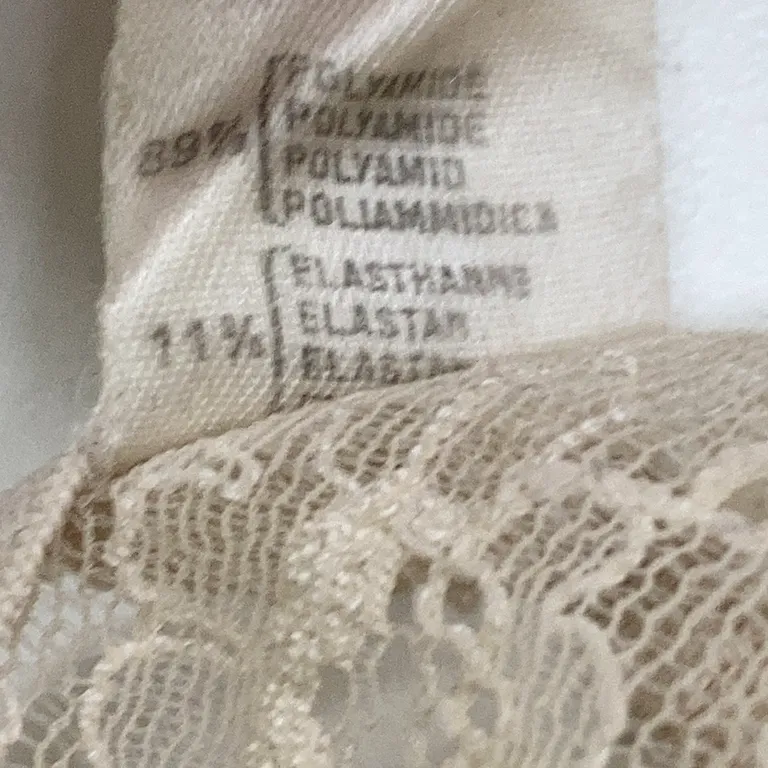 POLYAMIDE
89% POLYAMIDE
POLYAMID
POLIAMMIDICA
ELASTHANNE
11% ELASTAN